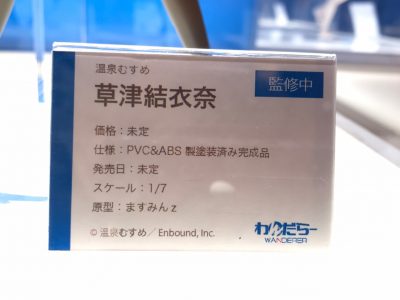 温泉むすめ
草津結衣奈
監修中
価格：未定
仕様：PVC&ABS 製塗装済み完成品
発売日：未定
スケール：1/7
原型：ますみんz
© 温泉むすめ／Enbound, Inc.
わんだらー
WANDERER